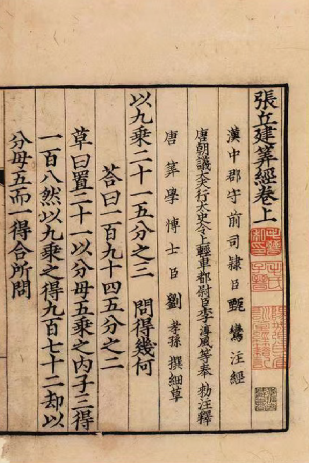 張丘建筭經卷上
漢中郡守前司隸臣甄鸞注經
唐朝議大夫行太史令上輕車都尉臣李淳風等奉勑注釋
唐筭學博士臣劉孝孫撰細草
以九乘二十一五分之三 問得幾何
荅曰一百九十四五分之二
草曰置二十一以分母五乘之内子三得
一百八然以九乘之得九百七十二却以
分母五而一得合所問